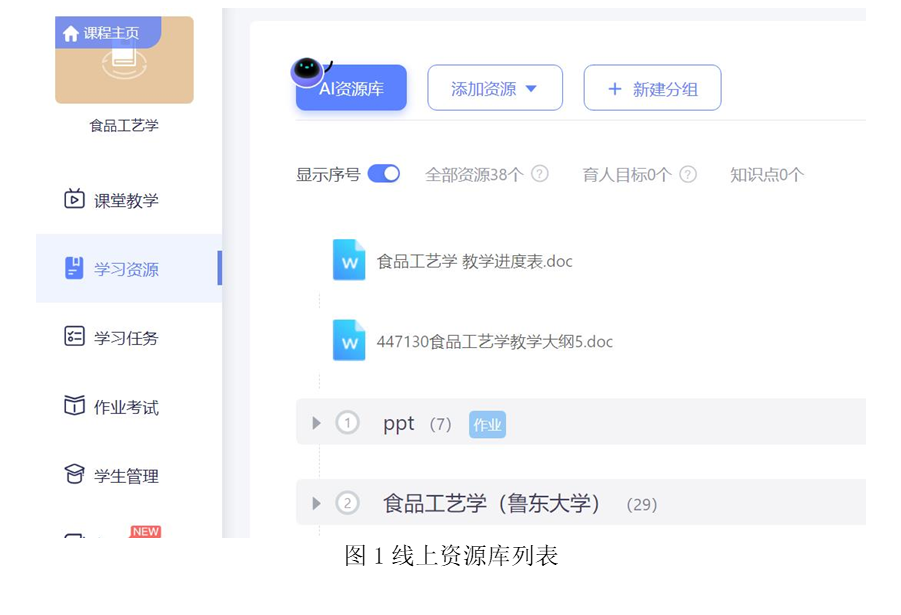 课程主页
食品工艺学
课堂教学
学习资源
学习任务
作业考试
学生管理
NEW
AI资源库 添加资源 + 新建分组
显示序号 全部资源38个 ? 育人目标0个 ? 知识点0个
W 食品工艺学 教学进度表.doc
W 447130食品工艺学教学大纲5.doc
1 ppt (7) 作业
2 食品工艺学（鲁东大学） (29)
图 1 线上资源库列表